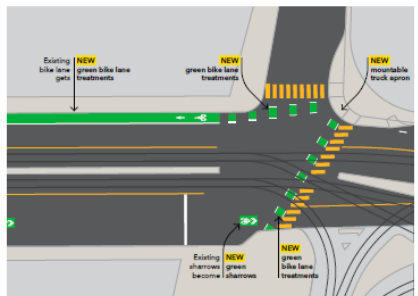 Existing
bike lane
gets
NEW
green bike lane
treatments
NEW
green bike lane
treatments
NEW
mountable
truck apron
Existing
sharrows
become
NEW
green
sharrows
NEW
green
bike lane
treatments